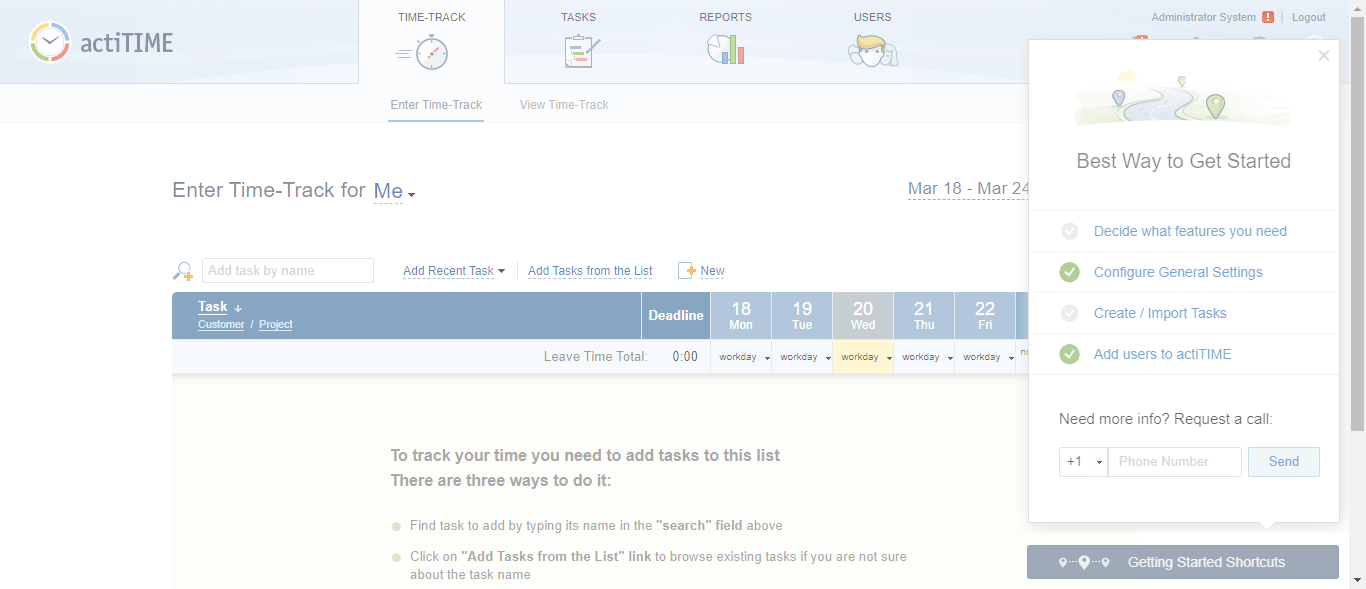 actiTIME
TIME-TRACK
TASKS
REPORTS
USERS
Administrator System
Logout
Enter Time-Track
View Time-Track
Enter Time-Track for Me
Mar 18 - Mar 24
Add task by name
Add Recent Task
Add Tasks from the List
New
Task
Customer / Project
Deadline
18
Mon
19
Tue
20
Wed
21
Thu
22
Fri
Leave Time Total: 0:00
workday
workday
workday
workday
workday
To track your time you need to add tasks to this list
There are three ways to do it:
Find task to add by typing its name in the "search" field above
Click on "Add Tasks from the List" link to browse existing tasks if you are not sure
about the task name
Best Way to Get Started
Decide what features you need
Configure General Settings
Create / Import Tasks
Add users to actiTIME
Need more info? Request a call:
+1
Phone Number
Send
Getting Started Shortcuts